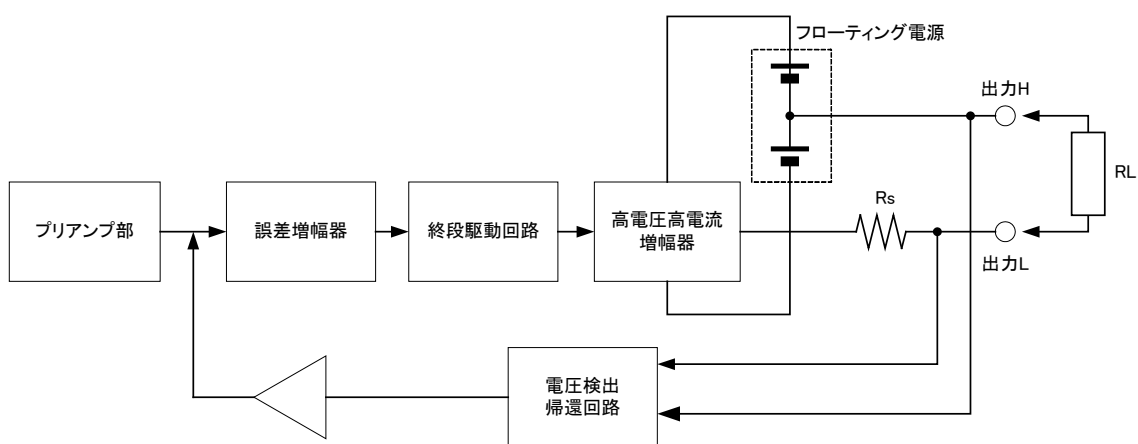 フローティング電源
出力H
RL
プリアンプ部
誤差増幅器
終段駆動回路
高電圧高電流
増幅器
Rs
出力L
電圧検出
帰還回路